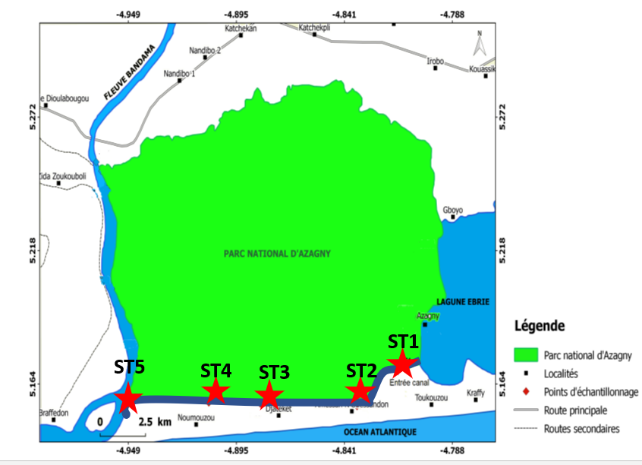 -4.949 -4.895 -4.841 -4.788
Katchekan
Katchekpli
N
Nandibo 2
Irobo
Kouassik
Nandibo 1
FLEUVE BANDAMA
e Dioulabougou
5.272
5.272
ida Zoukouboli
Gboyo
5.218
5.218
PARC NATIONAL D'AZAGNY
LAGUNE EBRIE
Azagny
ST1
ST5
ST4
ST3
ST2
Entrée canal
5.164
5.164
Braffedon
0 2.5 km
Noumouzou
Djateket
Toukouzou
Kraffy
OCEAN ATLANTIQUE
-4.949 -4.895 -4.841 -4.788
Légende
Parc national d'Azagny
Localités
Points d'échantillonnage
Route principale
Routes secondaires